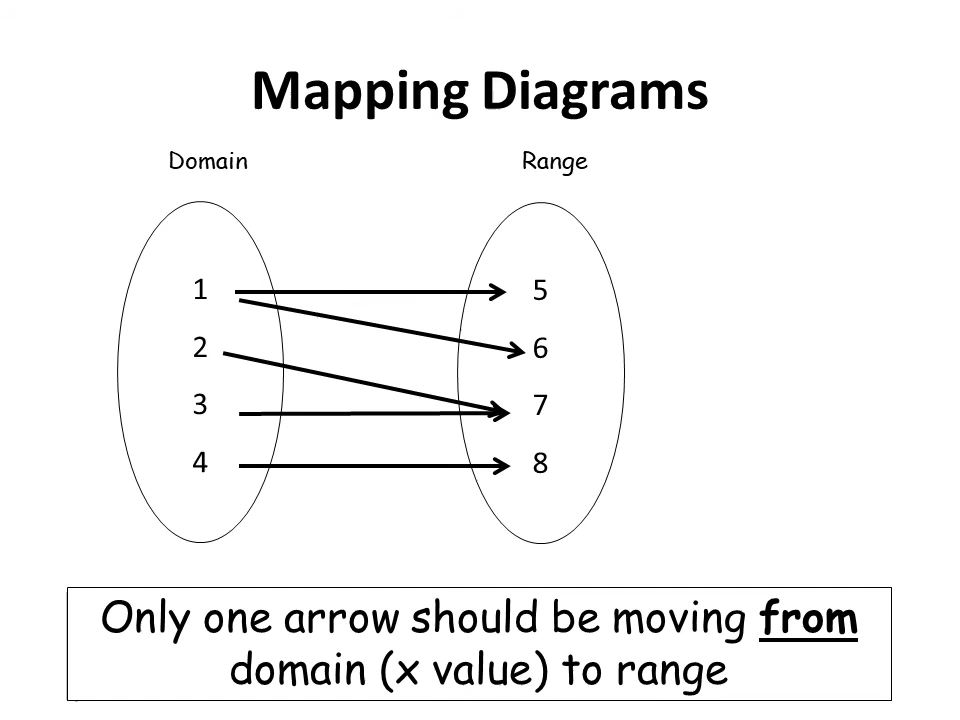 Mapping Diagrams
Domain Range
1 5
2 6
3 7
4 8
Only one arrow should be moving from
domain (x value) to range